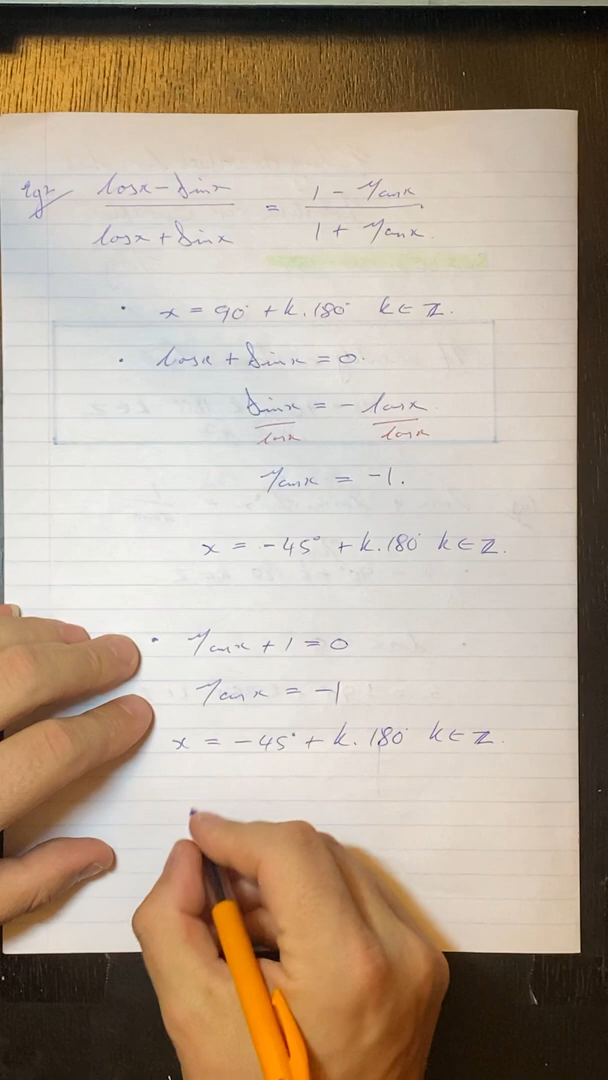 Eg2 (cosx - sinx)/(cosx + sinx) = (1 - Tanx)/(1 + Tanx)
• x = 90° + k.180° k ∈ ℤ.
• cosx + sinx = 0.
sinx/cosx = - cosx/cosx
Tanx = -1.
x = -45° + k.180° k ∈ ℤ.
• Tanx + 1 = 0
Tanx = -1
x = -45° + k.180° k ∈ ℤ.